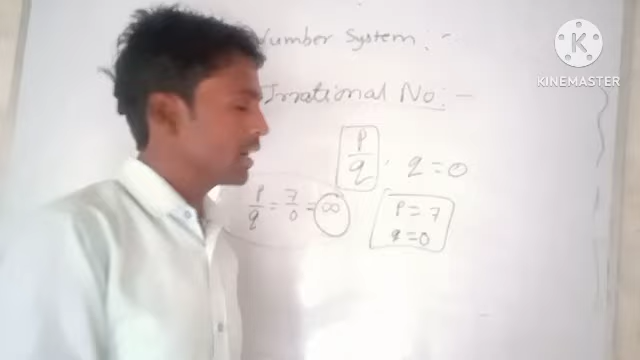 Number System :-
Irrational No :-
P/q , q = 0
P/q = 7/0 = ∞
P = 7
q = 0
K
KINEMASTER